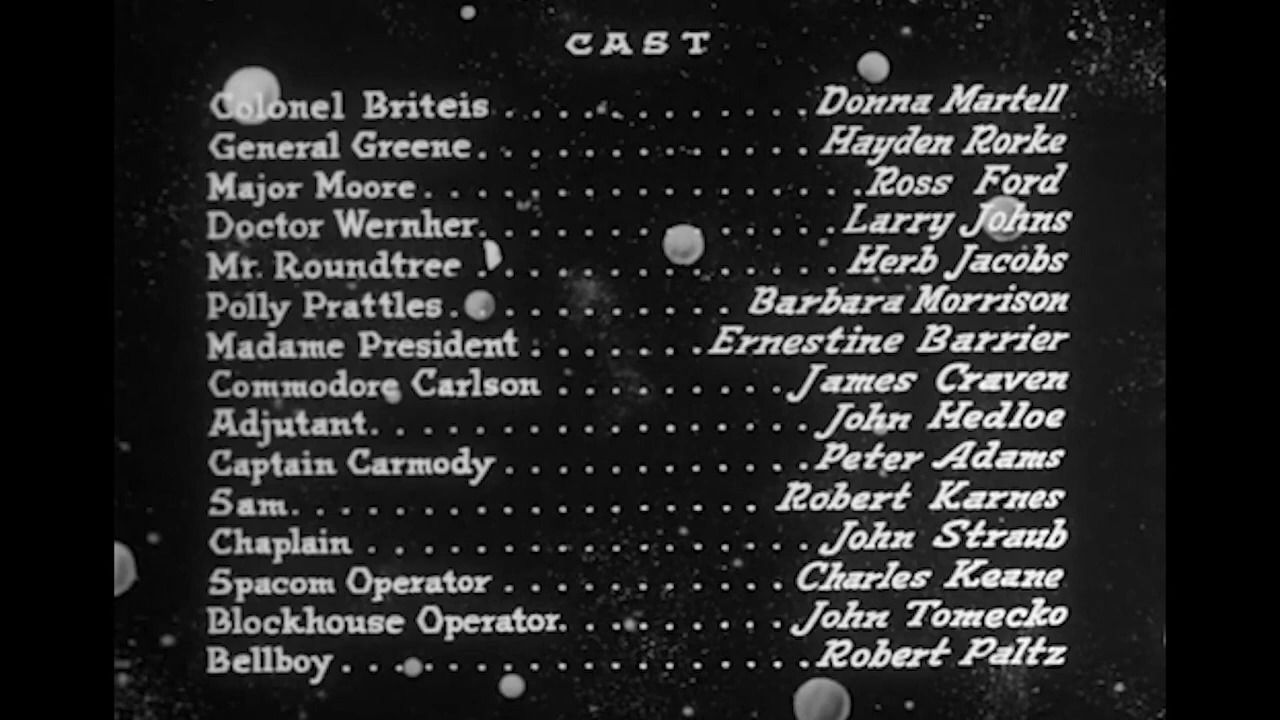 CAST
Colonel Briteis . . . . . . . . . . . . Donna Martell
General Greene. . . . . . . . . . . . . Hayden Rorke
Major Moore . . . . . . . . . . . . . . . . . Ross Ford
Doctor Wernher. . . . . . . . . . . . . . Larry Johns
Mr. Roundtree . . . . . . . . . . . . . . Herb Jacobs
Polly Prattles . . . . . . . . . . . Barbara Morrison
Madame President . . . . . . . Ernestine Barrier
Commodore Carlson . . . . . . . . . . James Craven
Adjutant. . . . . . . . . . . . . . . . . John Hedloe
Captain Carmody . . . . . . . . . . . . Peter Adams
Sam. . . . . . . . . . . . . . . . . . . Robert Karnes
Chaplain . . . . . . . . . . . . . . . . . John Straub
Spacom Operator . . . . . . . . . . . Charles Keane
Blockhouse Operator. . . . . . . . . John Tomecko
Bellboy . . . . . . . . . . . . . . . . . . Robert Paltz